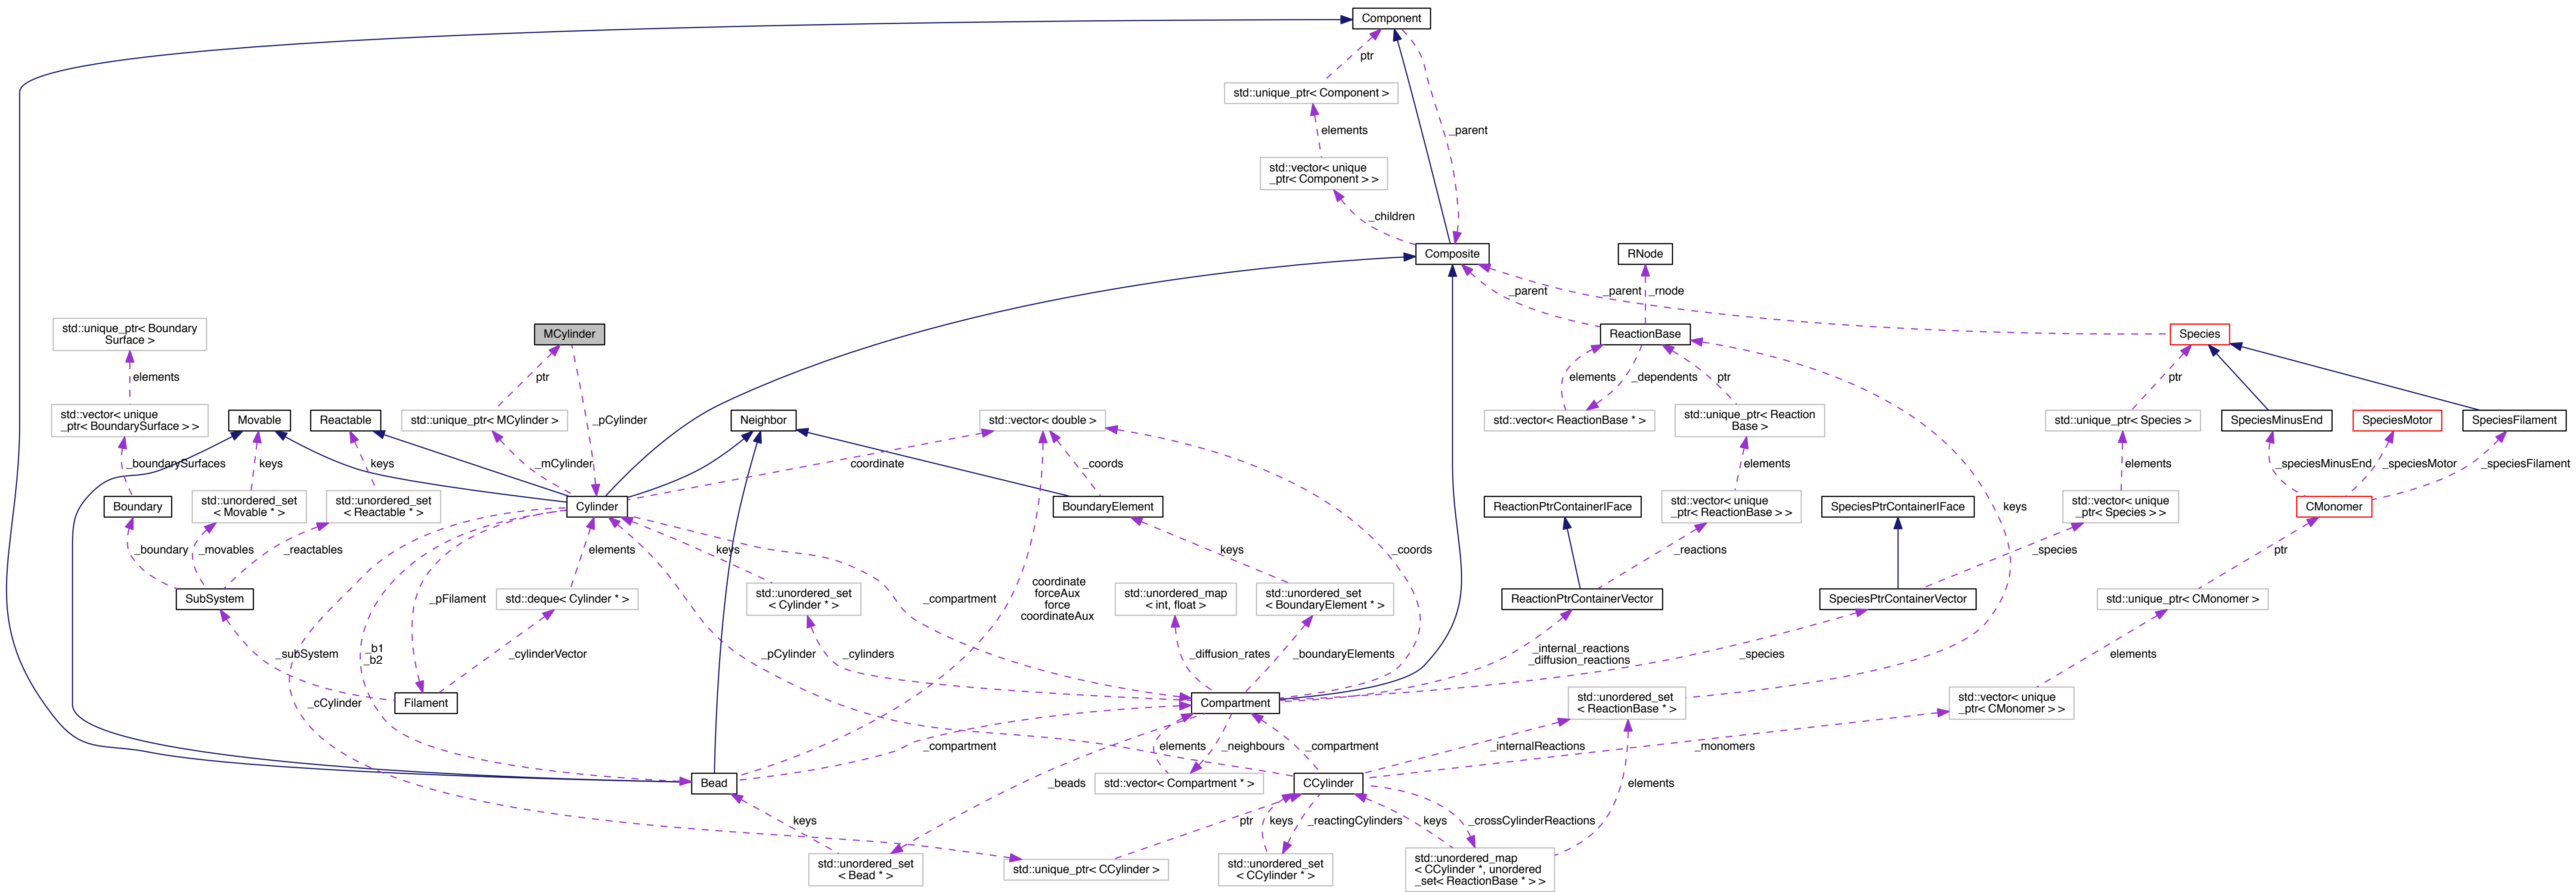 Component
ptr
std::unique_ptr< Component >
elements
_parent
std::vector< unique
_ptr< Component > >
_children
Composite
RNode
_parent
_rnode
_parent
std::unique_ptr< Boundary
Surface >
MCylinder
ReactionBase
Species
elements
ptr
_pCylinder
elements
_dependents
ptr
ptr
std::vector< unique
_ptr< BoundarySurface > >
Movable
Reactable
std::unique_ptr< MCylinder >
Neighbor
std::vector< double >
std::vector< ReactionBase * >
std::unique_ptr< Reaction
Base >
std::unique_ptr< Species >
SpeciesMinusEnd
SpeciesMotor
SpeciesFilament
_boundarySurfaces
keys
keys
_mCylinder
coordinate
_coords
elements
elements
_speciesMinusEnd
_speciesMotor
_speciesFilament
Boundary
std::unordered_set
< Movable * >
std::unordered_set
< Reactable * >
Cylinder
BoundaryElement
ReactionPtrContainerIFace
std::vector< unique
_ptr< ReactionBase > >
SpeciesPtrContainerIFace
std::vector< unique
_ptr< Species > >
CMonomer
keys
_boundary
_movables
_reactables
elements
keys
keys
_coords
_reactions
_species
ptr
SubSystem
_pFilament
std::deque< Cylinder * >
std::unordered_set
< Cylinder * >
_compartment
coordinate
forceAux
force
coordinateAux
std::unordered_map
< int, float >
std::unordered_set
< BoundaryElement * >
ReactionPtrContainerVector
SpeciesPtrContainerVector
std::unique_ptr< CMonomer >
_subSystem
_b1
_b2
_cylinderVector
_pCylinder
_cylinders
_diffusion_rates
_boundaryElements
_internal_reactions
_diffusion_reactions
_species
elements
_cCylinder
Filament
Compartment
std::unordered_set
< ReactionBase * >
std::vector< unique
_ptr< CMonomer > >
_compartment
elements
_neighbours
_compartment
_internalReactions
_monomers
Bead
_beads
std::vector< Compartment * >
CCylinder
elements
keys
ptr
keys
_reactingCylinders
keys
_crossCylinderReactions
std::unordered_set
< Bead * >
std::unique_ptr< CCylinder >
std::unordered_set
< CCylinder * >
std::unordered_map
< CCylinder *, unordered
_set< ReactionBase * > >